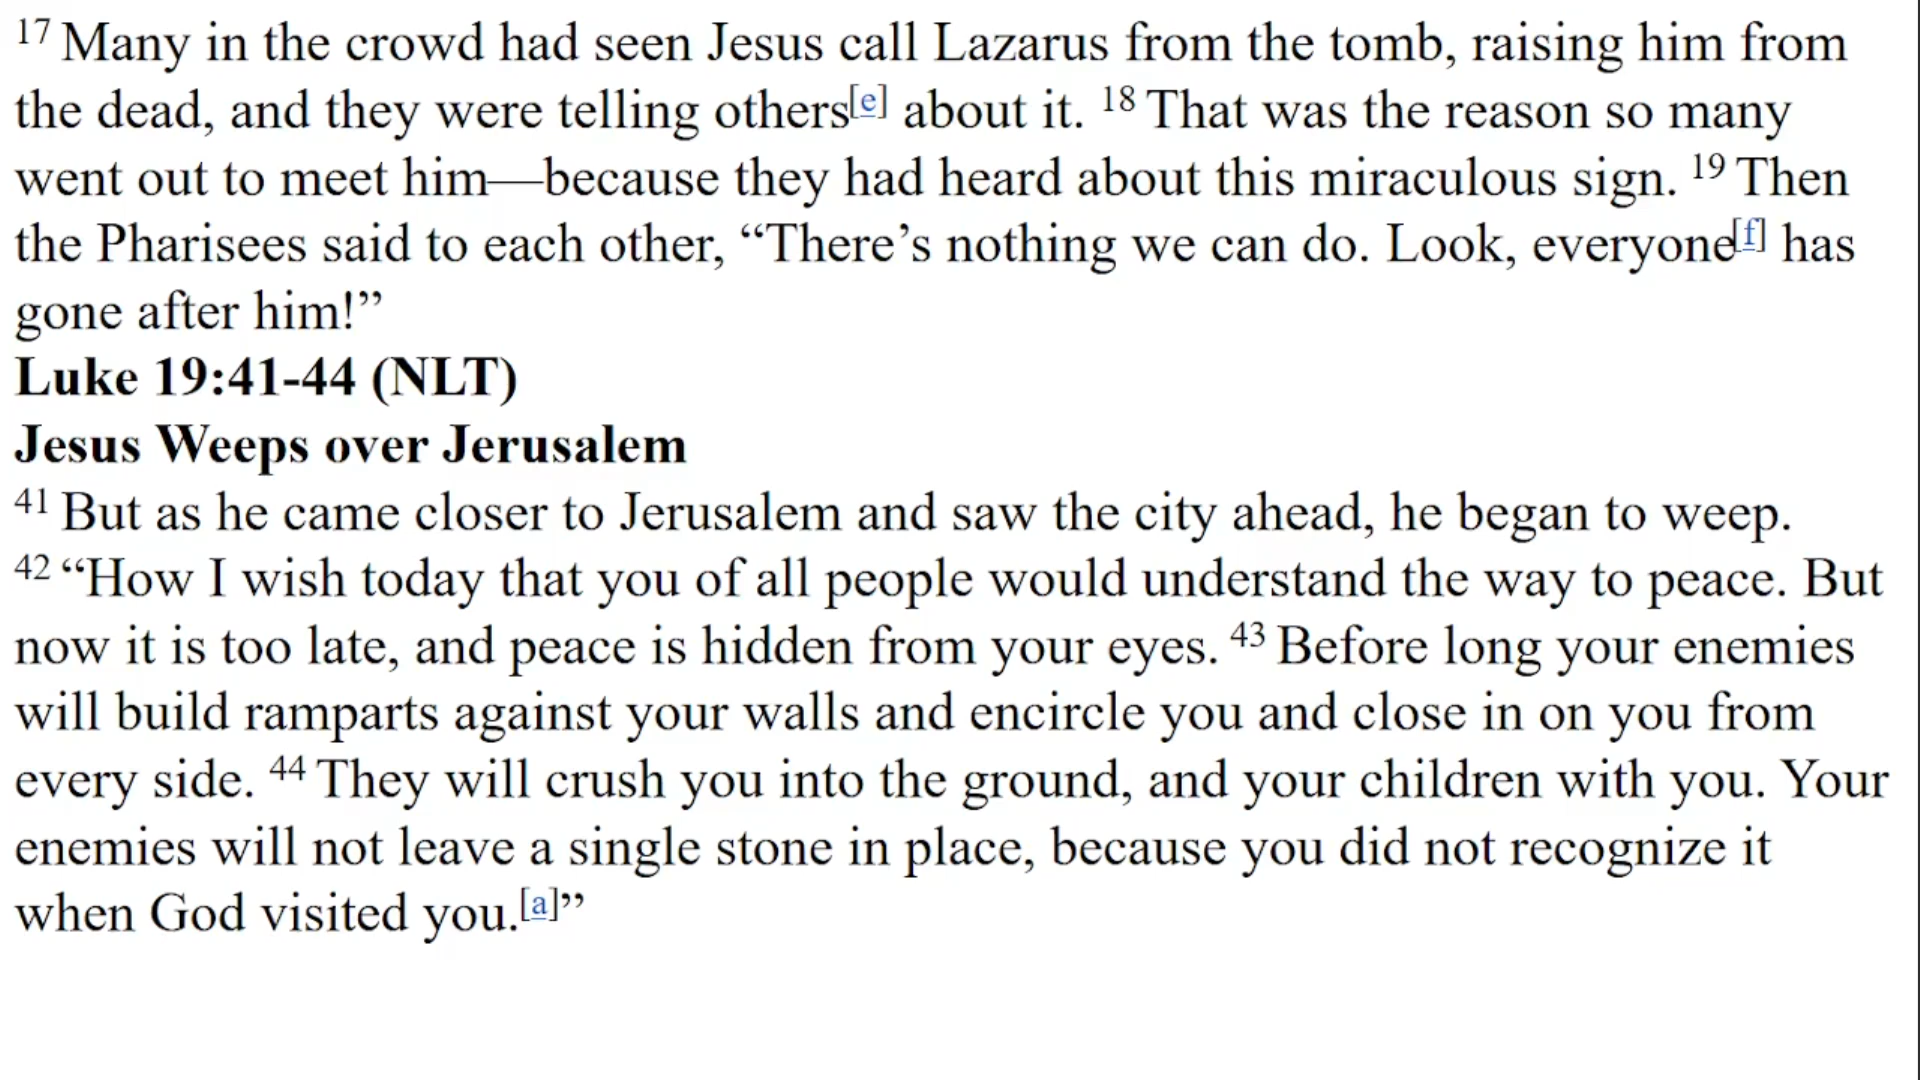 17 Many in the crowd had seen Jesus call Lazarus from the tomb, raising him from
the dead, and they were telling others[e] about it. 18 That was the reason so many
went out to meet him—because they had heard about this miraculous sign. 19 Then
the Pharisees said to each other, “There’s nothing we can do. Look, everyone[f] has
gone after him!”
Luke 19:41-44 (NLT)
Jesus Weeps over Jerusalem
41 But as he came closer to Jerusalem and saw the city ahead, he began to weep.
42 “How I wish today that you of all people would understand the way to peace. But
now it is too late, and peace is hidden from your eyes. 43 Before long your enemies
will build ramparts against your walls and encircle you and close in on you from
every side. 44 They will crush you into the ground, and your children with you. Your
enemies will not leave a single stone in place, because you did not recognize it
when God visited you.[a]”